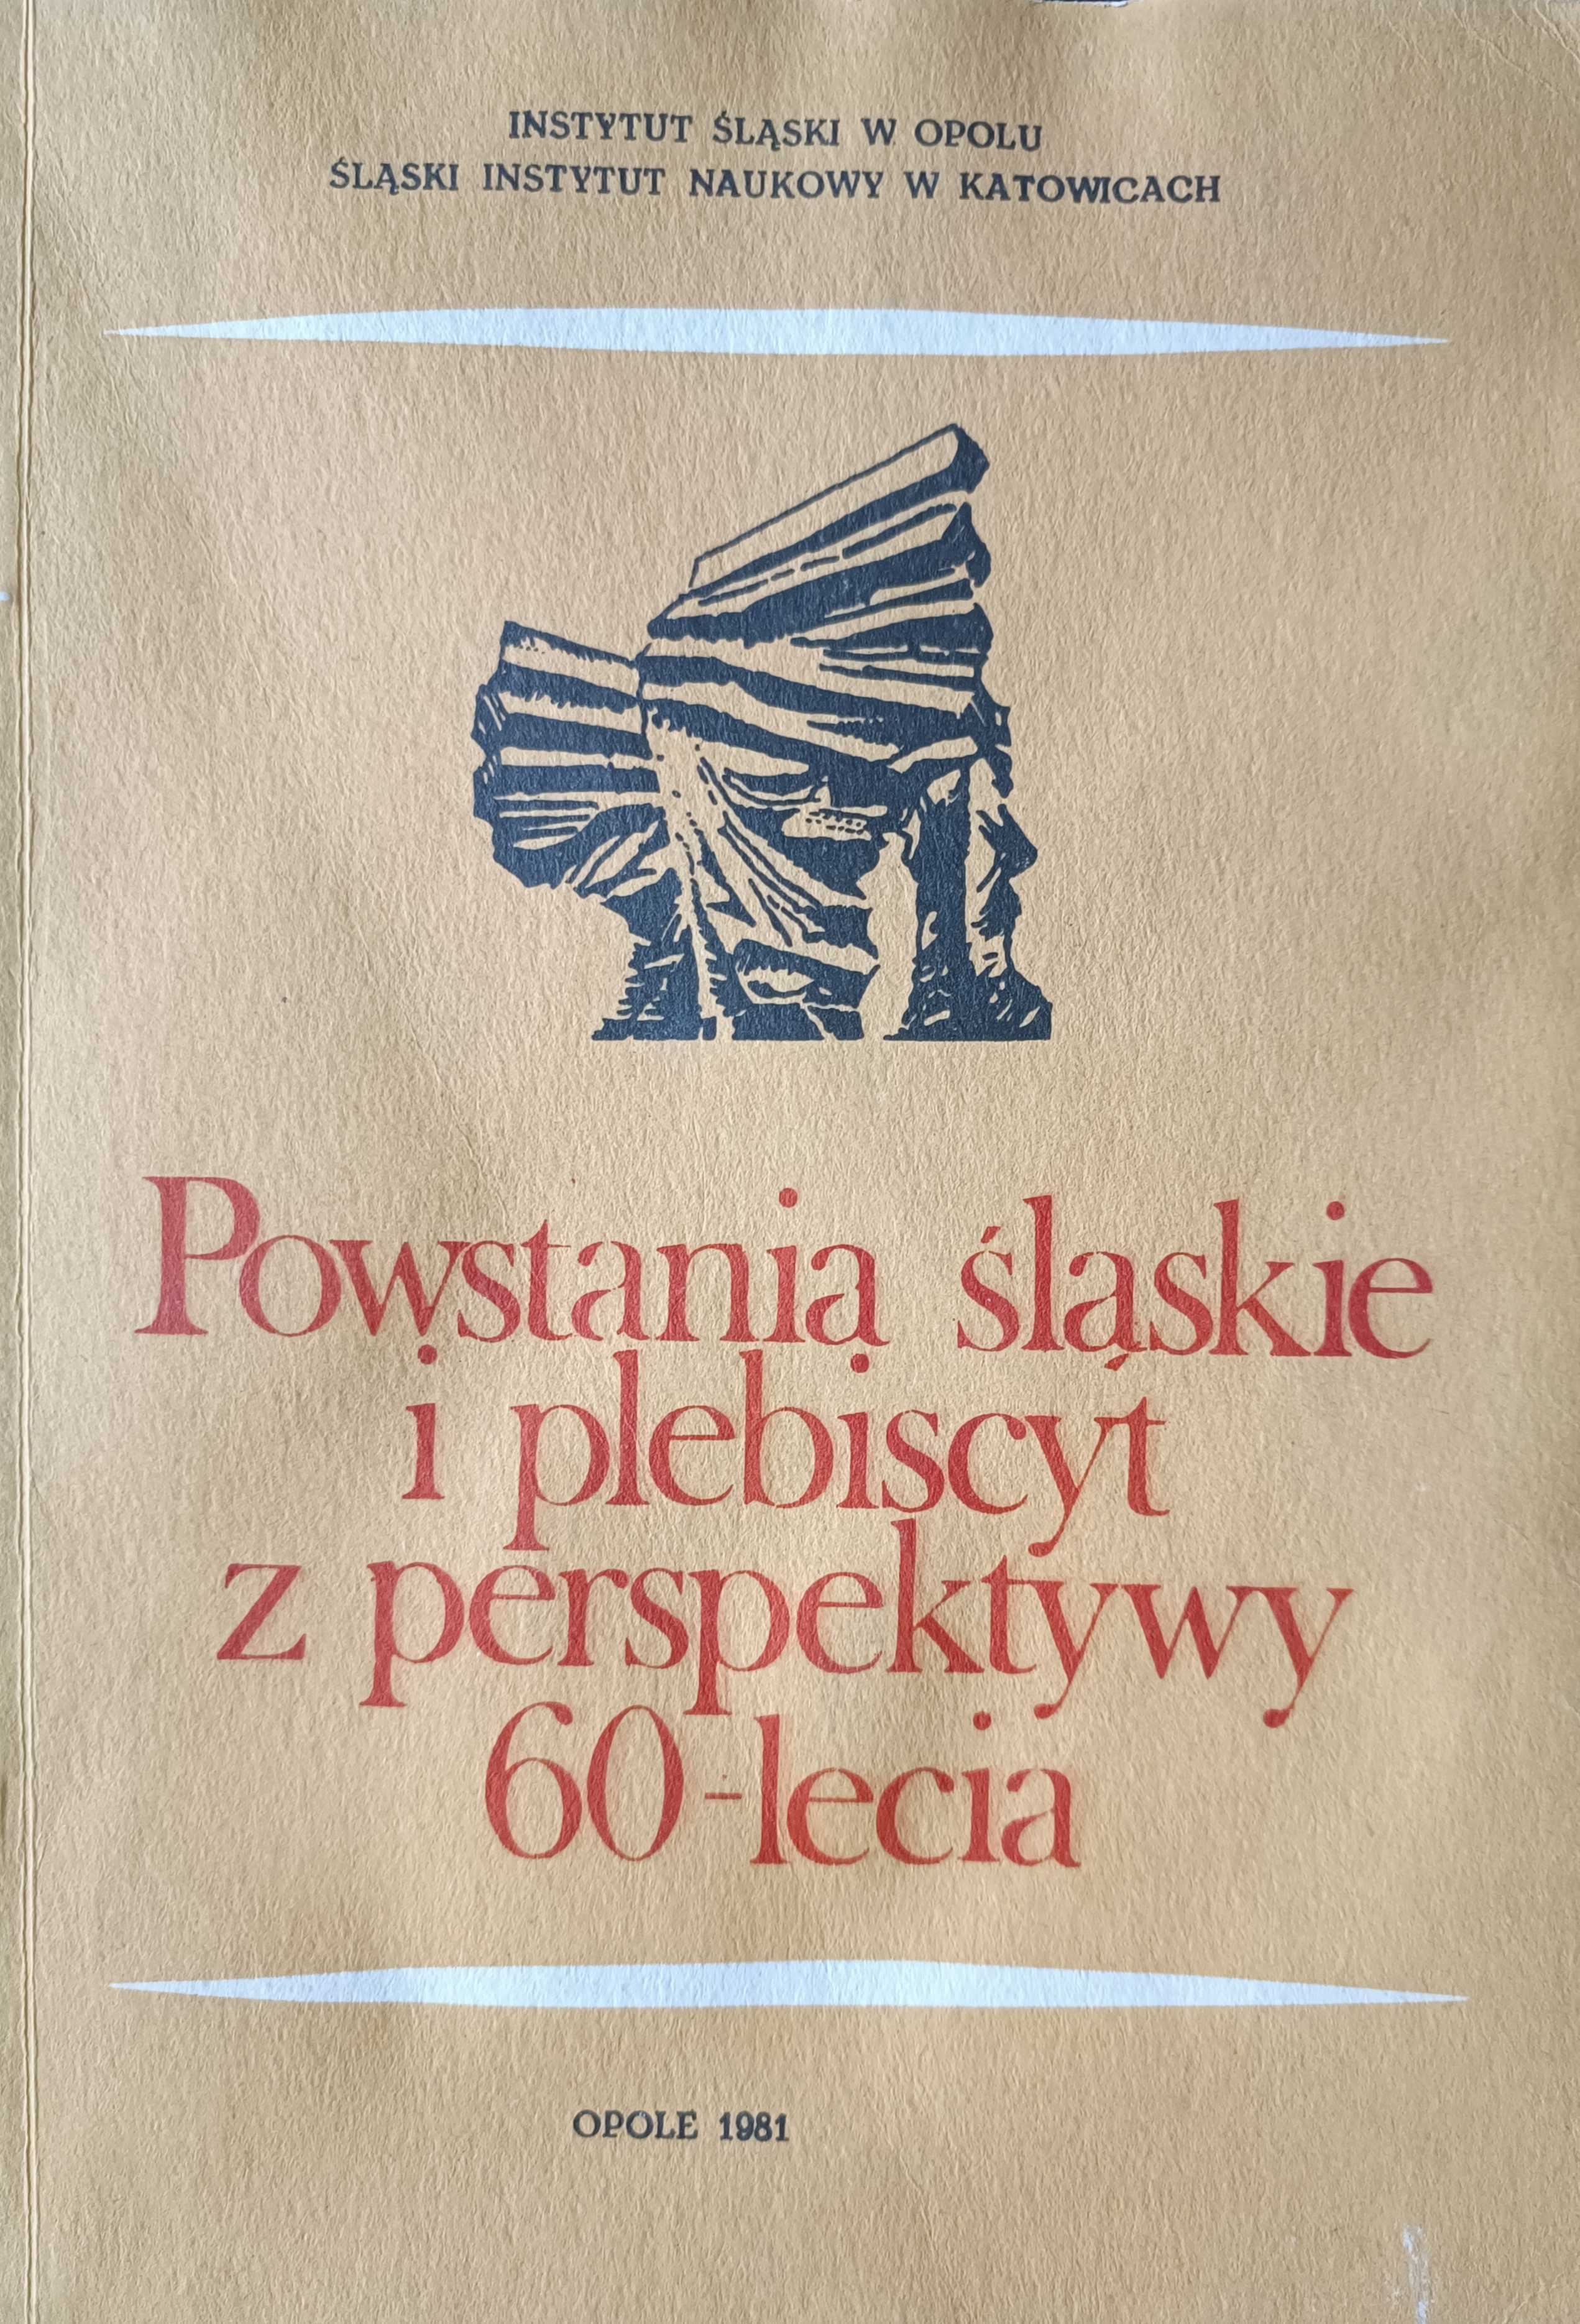 INSTYTUT ŚLĄSKI W OPOLU
ŚLĄSKI INSTYTUT NAUKOWY W KATOWICACH
Powstania śląskie
i plebiscyt
z perspektywy
60-lecia
OPOLE 1981